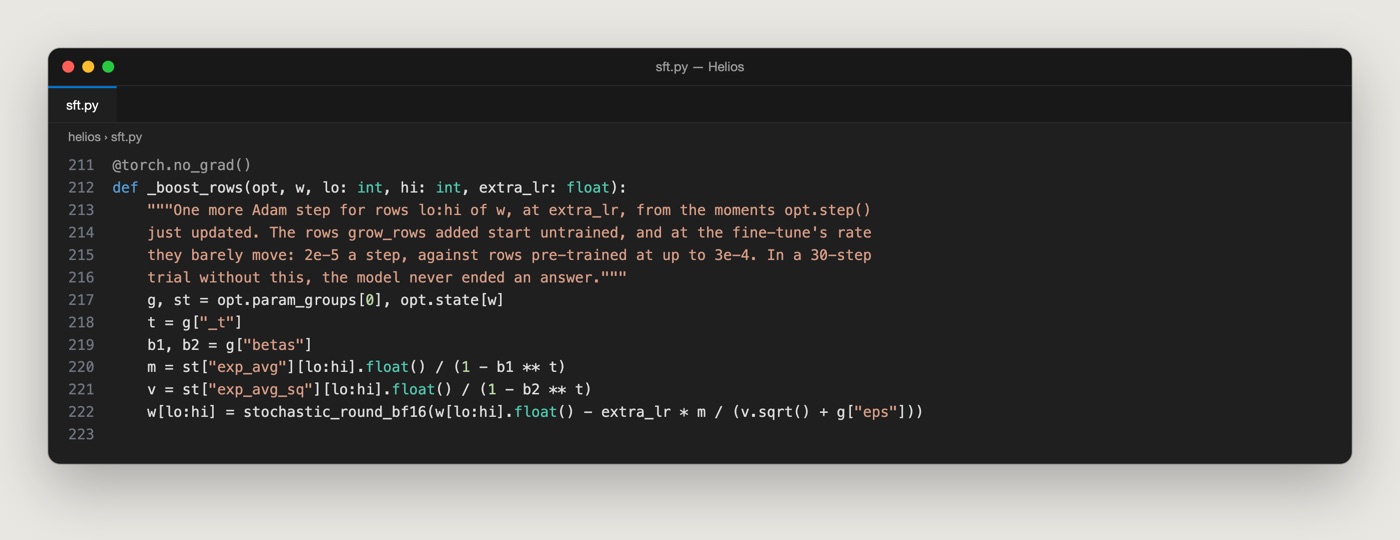 sft.py — Helios
sft.py
helios › sft.py
211 @torch.no_grad()
212 def _boost_rows(opt, w, lo: int, hi: int, extra_lr: float):
213     """One more Adam step for rows lo:hi of w, at extra_lr, from the moments opt.step()
214     just updated. The rows grow_rows added start untrained, and at the fine-tune's rate
215     they barely move: 2e-5 a step, against rows pre-trained at up to 3e-4. In a 30-step
216     trial without this, the model never ended an answer."""
217     g, st = opt.param_groups[0], opt.state[w]
218     t = g["_t"]
219     b1, b2 = g["betas"]
220     m = st["exp_avg"][lo:hi].float() / (1 - b1 ** t)
221     v = st["exp_avg_sq"][lo:hi].float() / (1 - b2 ** t)
222     w[lo:hi] = stochastic_round_bf16(w[lo:hi].float() - extra_lr * m / (v.sqrt() + g["eps"]))
223